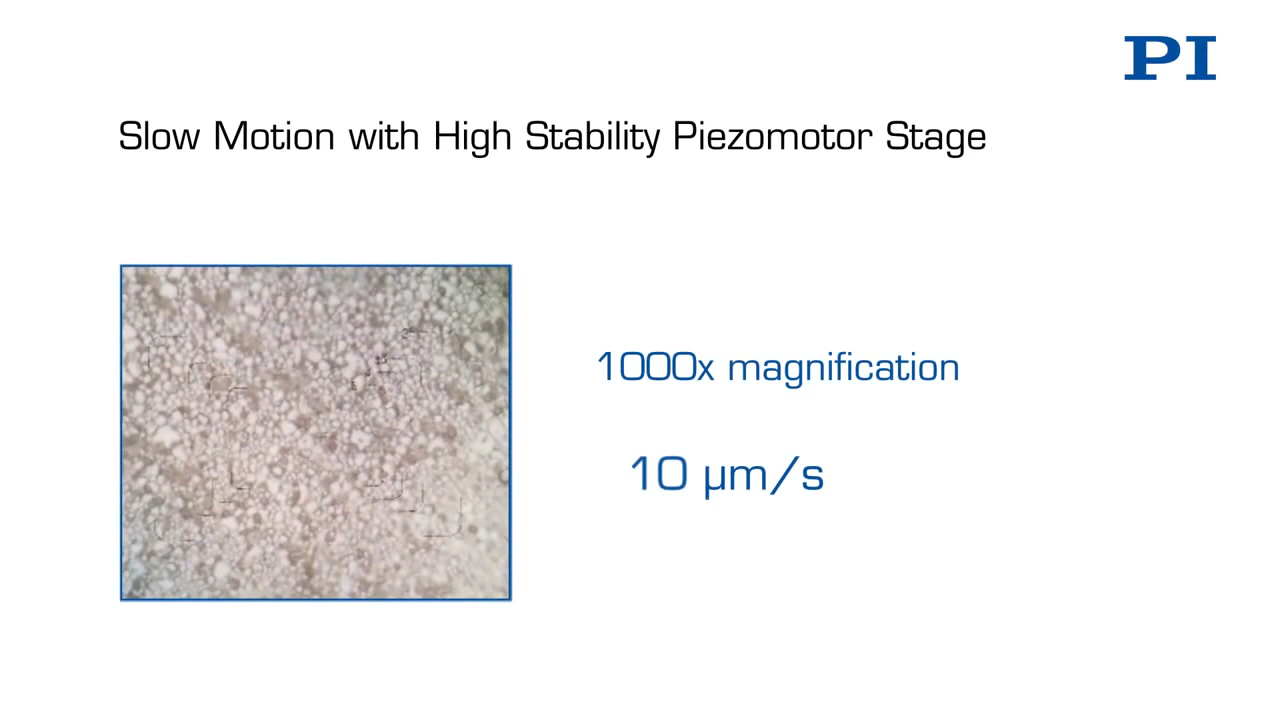 PI
Slow Motion with High Stability Piezomotor Stage
1000x magnification
10 µm/s